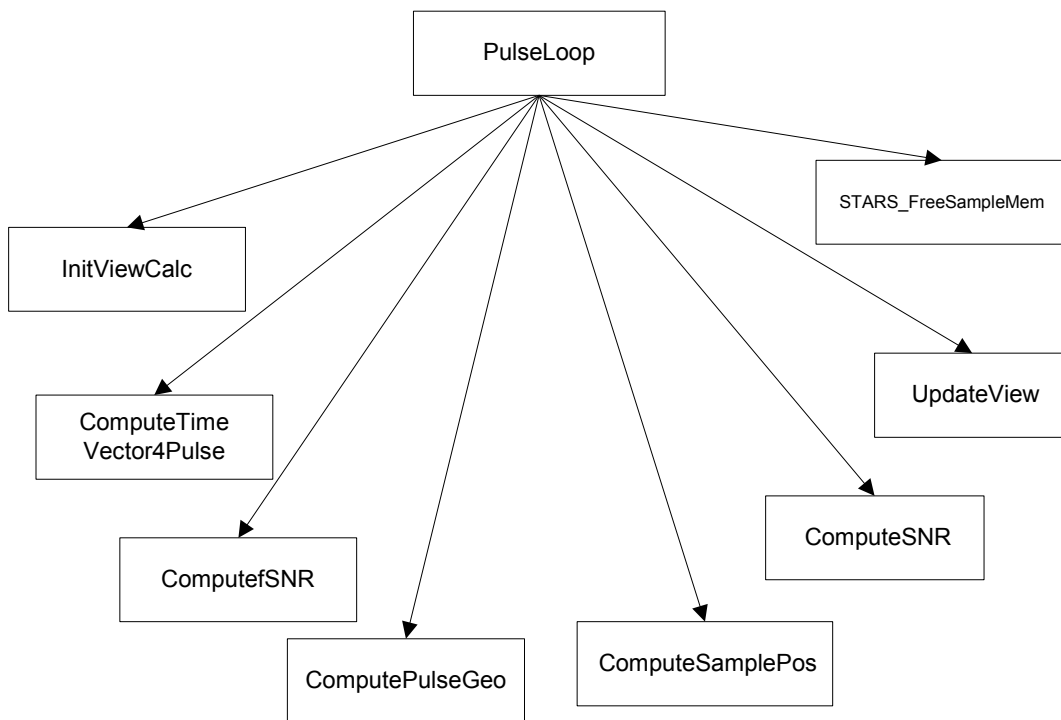 PulseLoop
STARS_FreeSampleMem
InitViewCalc
UpdateView
ComputeTime
Vector4Pulse
ComputeSNR
ComputefSNR
ComputeSamplePos
ComputePulseGeo